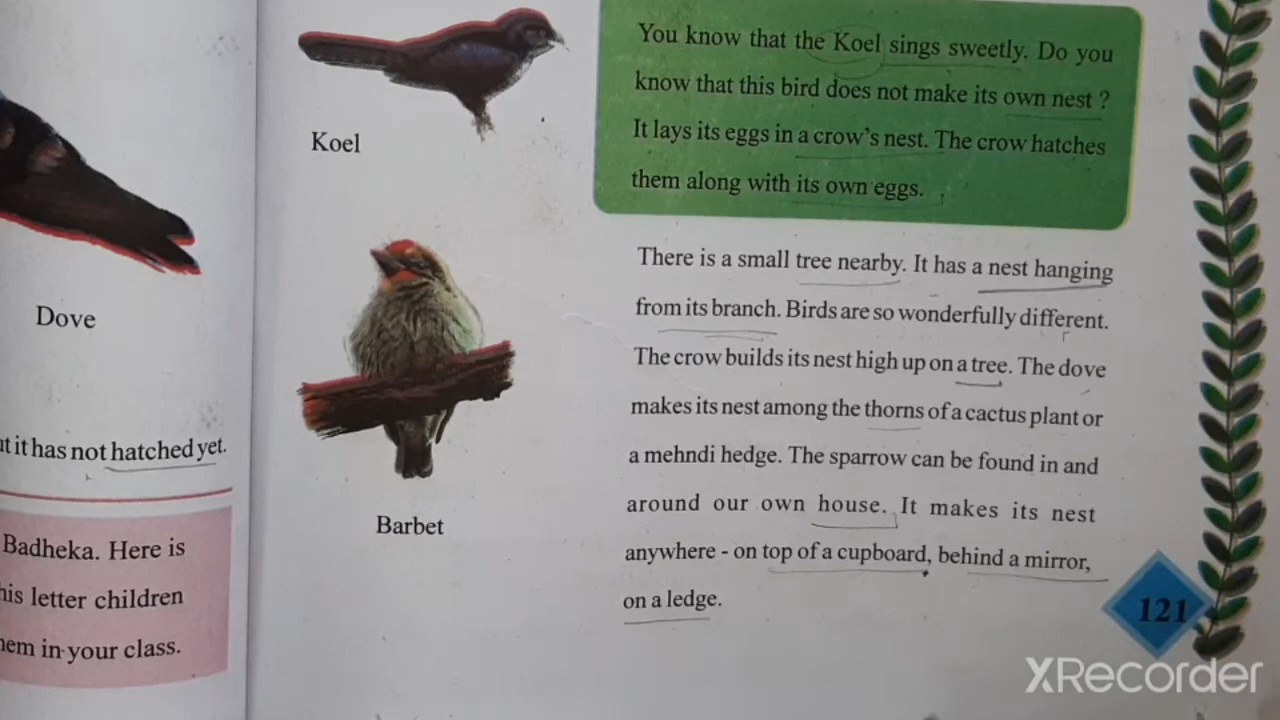 Dove
it has not hatched yet.
Badheka. Here is
letter children
in your class.
Koel
Barbet
You know that the Koel sings sweetly. Do you
know that this bird does not make its own nest ?
It lays its eggs in a crow's nest. The crow hatches
them along with its own eggs.
There is a small tree nearby. It has a nest hanging
from its branch. Birds are so wonderfully different.
The crow builds its nest high up on a tree. The dove
makes its nest among the thorns of a cactus plant or
a mehndi hedge. The sparrow can be found in and
around our own house. It makes its nest
anywhere - on top of a cupboard, behind a mirror,
on a ledge.
121
XRecorder